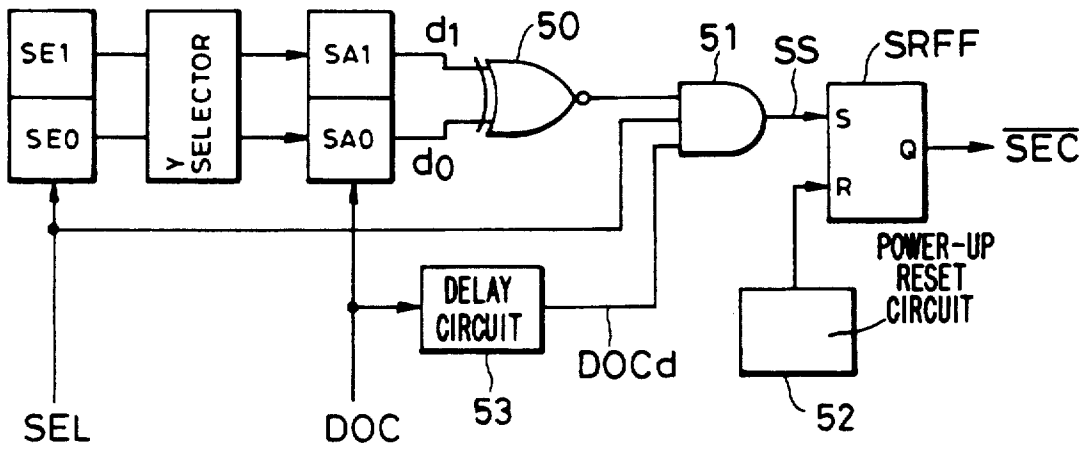 SE1
SE0
Y SELECTOR
SA1
SA0
d1
d0
50
51
SS
SRFF
S
R
Q
S̅E̅C̅
DELAY
CIRCUIT
53
DOCd
POWER-UP
RESET
CIRCUIT
52
SEL
DOC